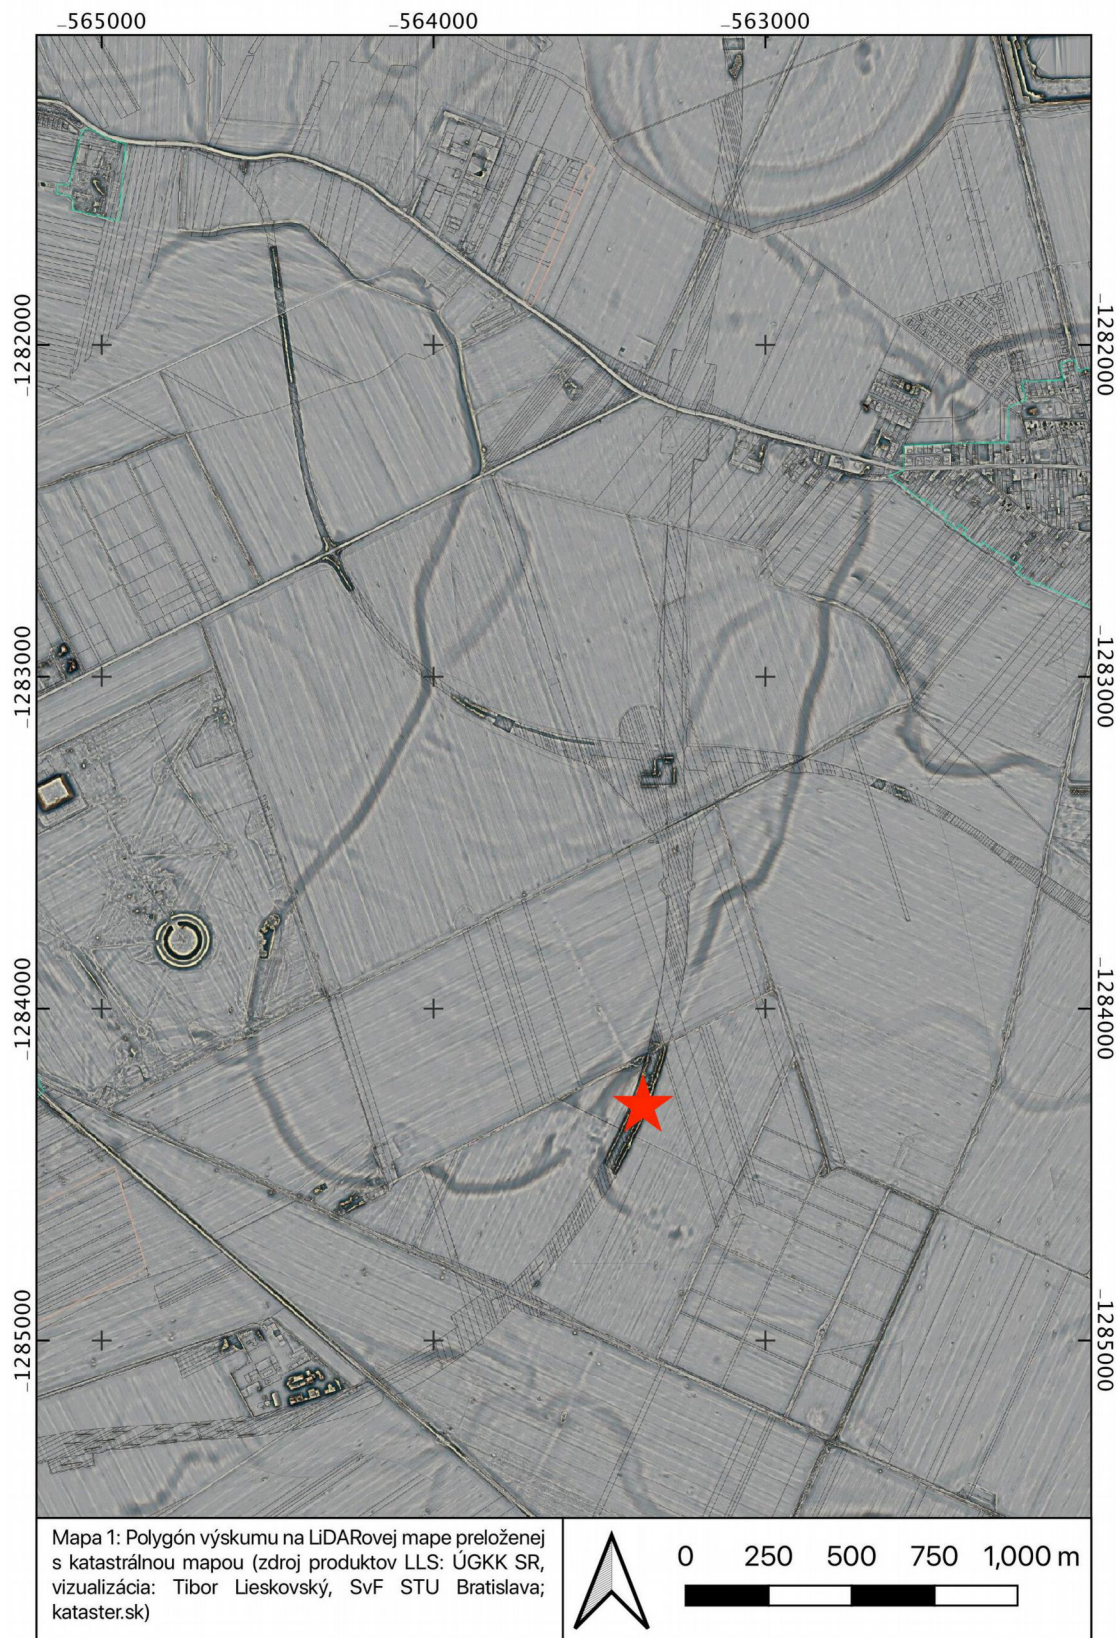 –565000
–564000
–563000
–1282000
–1282000
–1283000
–1283000
–1284000
–1284000
–1285000
–1285000
Mapa 1: Polygón výskumu na LiDARovej mape preloženej
s katastrálnou mapou (zdroj produktov LLS: ÚGKK SR,
vizualizácia: Tibor Lieskovský, SvF STU Bratislava;
kataster.sk)
0 250 500 750 1,000 m